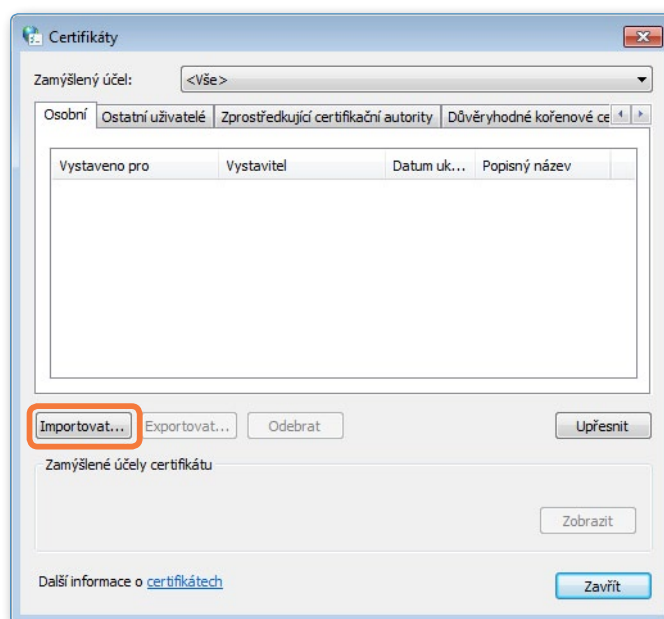 Certifikáty
Zamýšlený účel: <Vše>
Osobní Ostatní uživatelé Zprostředkující certifikační autority Důvěryhodné kořenové ce
Vystaveno pro Vystavitel Datum uk... Popisný název
Importovat... Exportovat... Odebrat Upřesnit
Zamýšlené účely certifikátu
Zobrazit
Další informace o certifikátech Zavřít